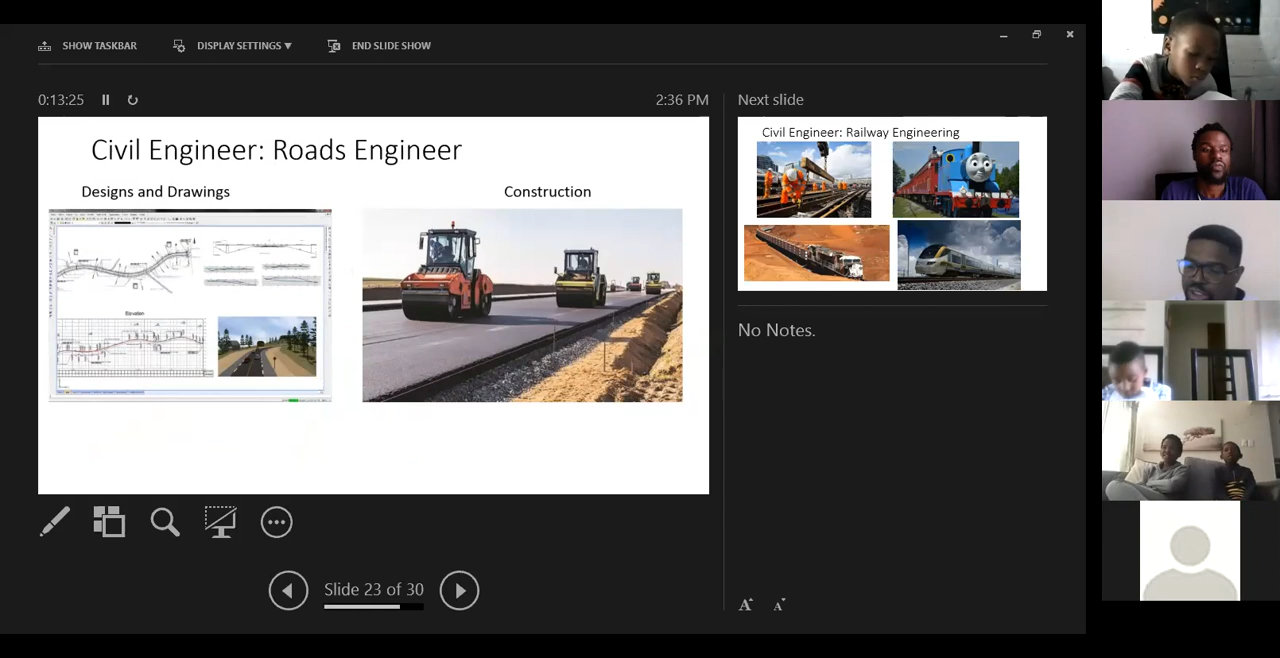 SHOW TASKBAR
DISPLAY SETTINGS ▼
END SLIDE SHOW
0:13:25
2:36 PM
Next slide
Civil Engineer: Roads Engineer
Designs and Drawings
Construction
Elevation
Civil Engineer: Railway Engineering
No Notes.
Slide 23 of 30
A
A